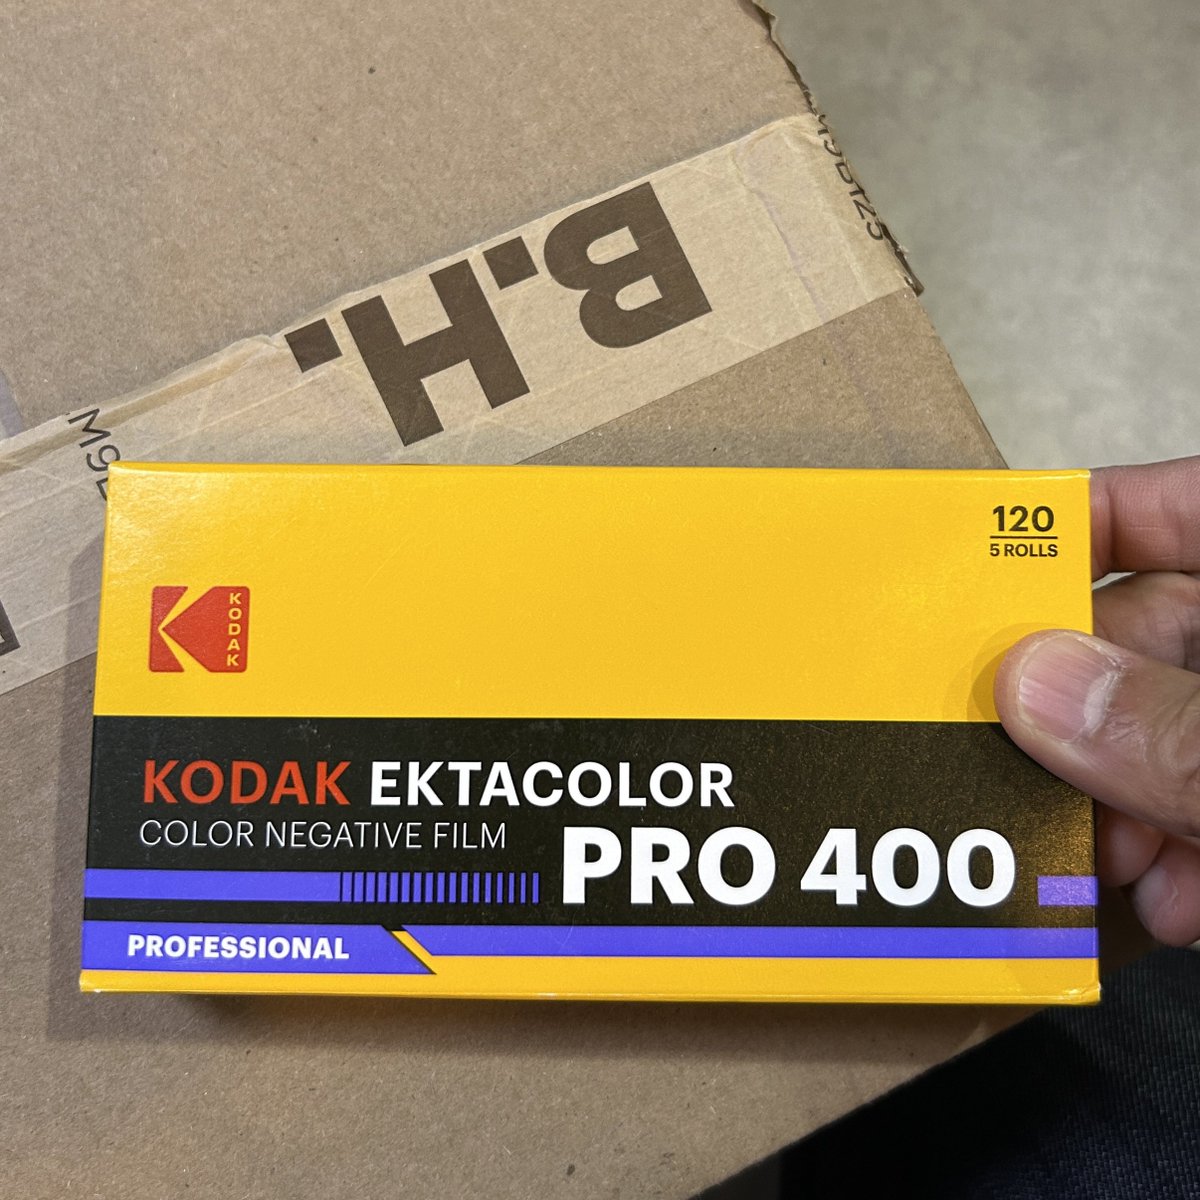 B.H.
120
5 ROLLS
KODAK
KODAK EKTACOLOR
COLOR NEGATIVE FILM
PRO 400
PROFESSIONAL